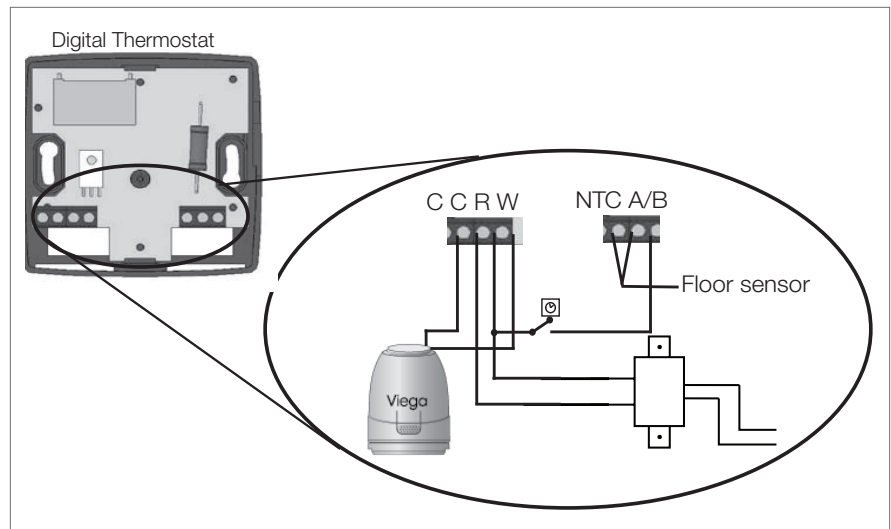 Digital Thermostat
C C R W
NTC A/B
Floor sensor
Viega